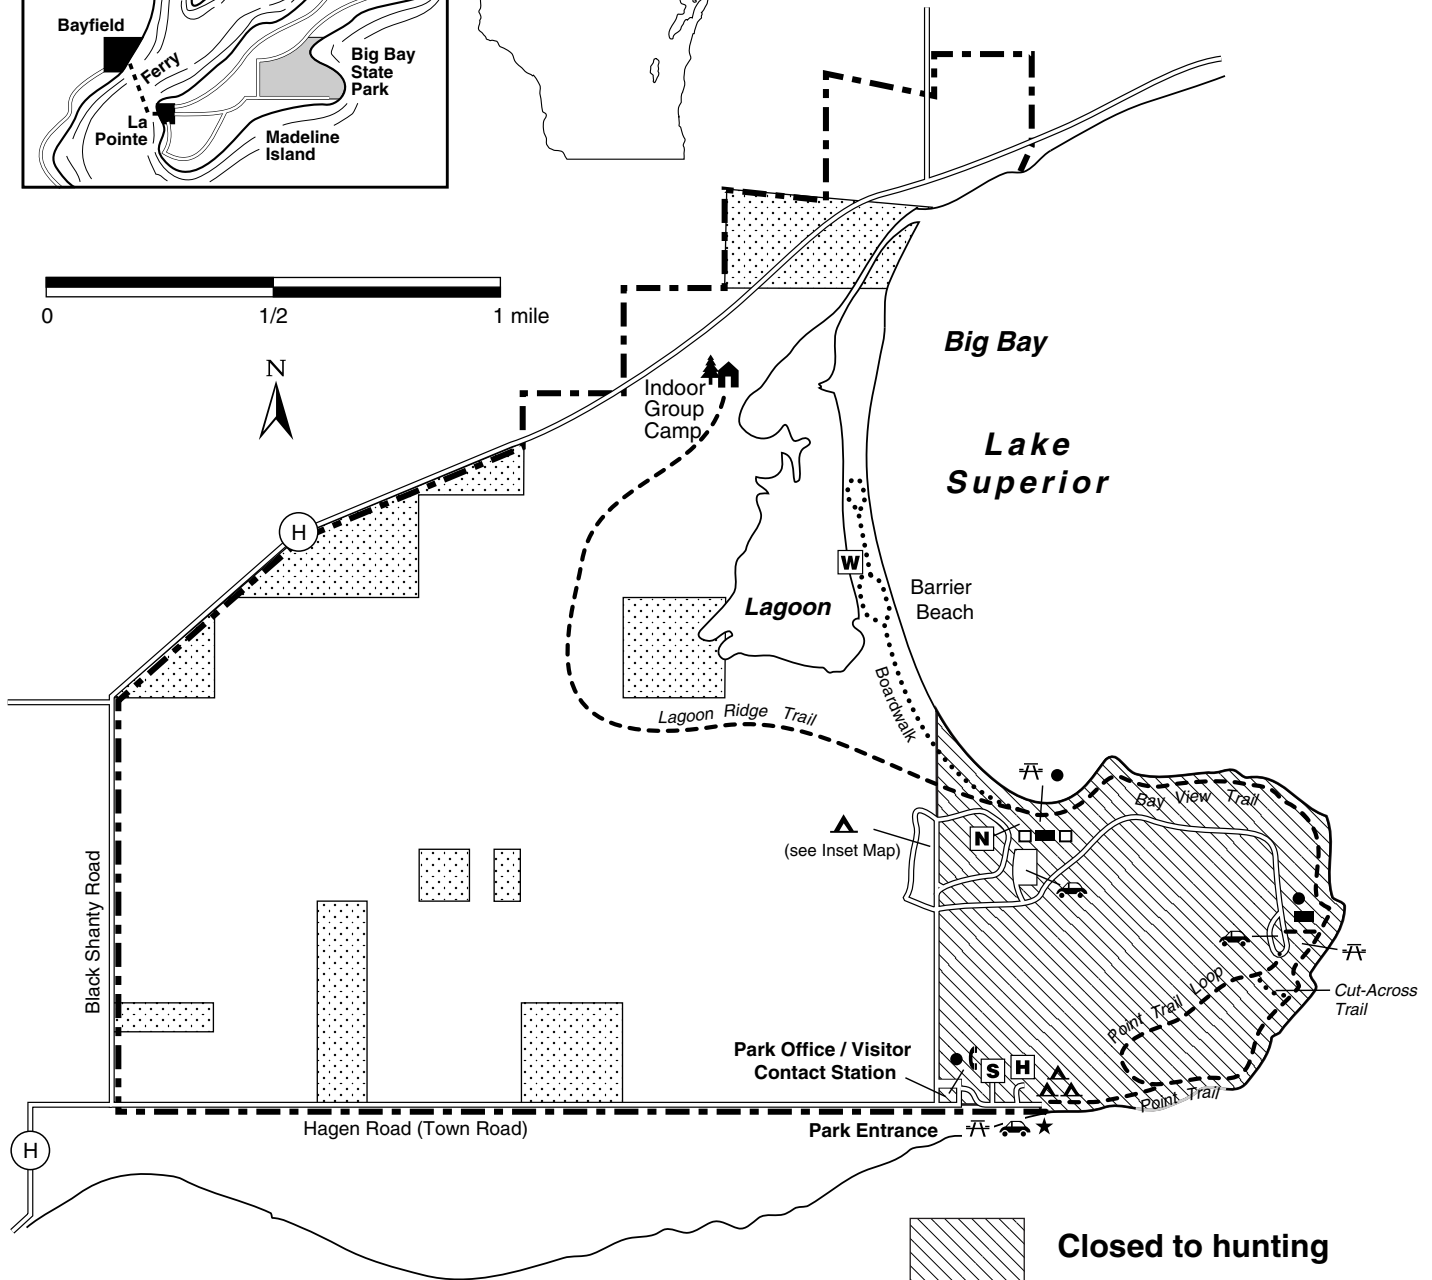 Bayfield
Ferry
La
Pointe
Big Bay
State
Park
Madeline
Island
0 1/2 1 mile
N
Indoor
Group
Camp
Big Bay
Lake
Superior
H
W
Lagoon
Barrier
Beach
Boardwalk
Lagoon Ridge Trail
Bay View Trail
N
(see Inset Map)
Black Shanty Road
Point Trail Loop
Cut-Across
Trail
Park Office / Visitor
Contact Station
S H
Point Trail
Hagen Road (Town Road)
Park Entrance
H
Closed to hunting